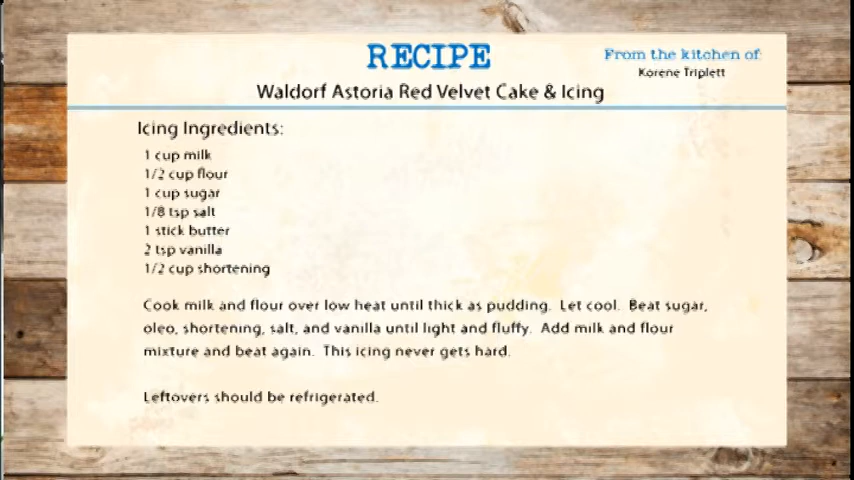 RECIPE
From the kitchen of:
Korene Triplett
Waldorf Astoria Red Velvet Cake & Icing
Icing Ingredients:
1 cup milk
1/2 cup flour
1 cup sugar
1/8 tsp salt
1 stick butter
2 tsp vanilla
1/2 cup shortening
Cook milk and flour over low heat until thick as pudding. Let cool. Beat sugar,
oleo, shortening, salt, and vanilla until light and fluffy. Add milk and flour
mixture and beat again. This icing never gets hard.
Leftovers should be refrigerated.